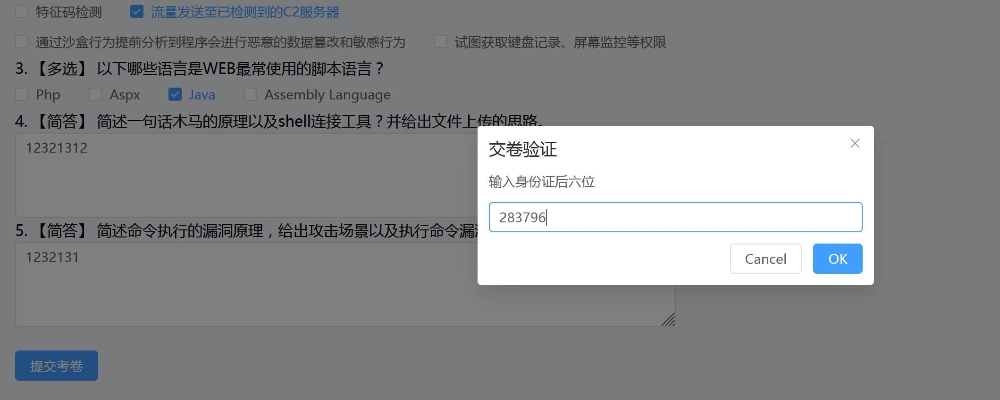 特征码检测 流量发送至已检测到的C2服务器
通过沙盒行为提前分析到程序会进行恶意的数据篡改和敏感行为 试图获取键盘记录、屏幕监控等权限
3. 【多选】 以下哪些语言是WEB最常使用的脚本语言？
Php Aspx Java Assembly Language
4. 【简答】 简述一句话木马的原理以及shell连接工具？并给出文件上传的思路。
12321312
5. 【简答】 简述命令执行的漏洞原理，给出攻击场景以及执行命令漏
1232131
提交考卷
交卷验证
输入身份证后六位
283796
Cancel OK